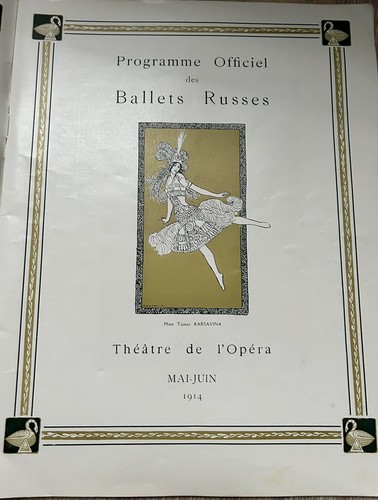 Programme Officiel
des
Ballets Russes
Mme Tamar KARSAVINA
Théâtre de l'Opéra
MAI-JUIN
1914